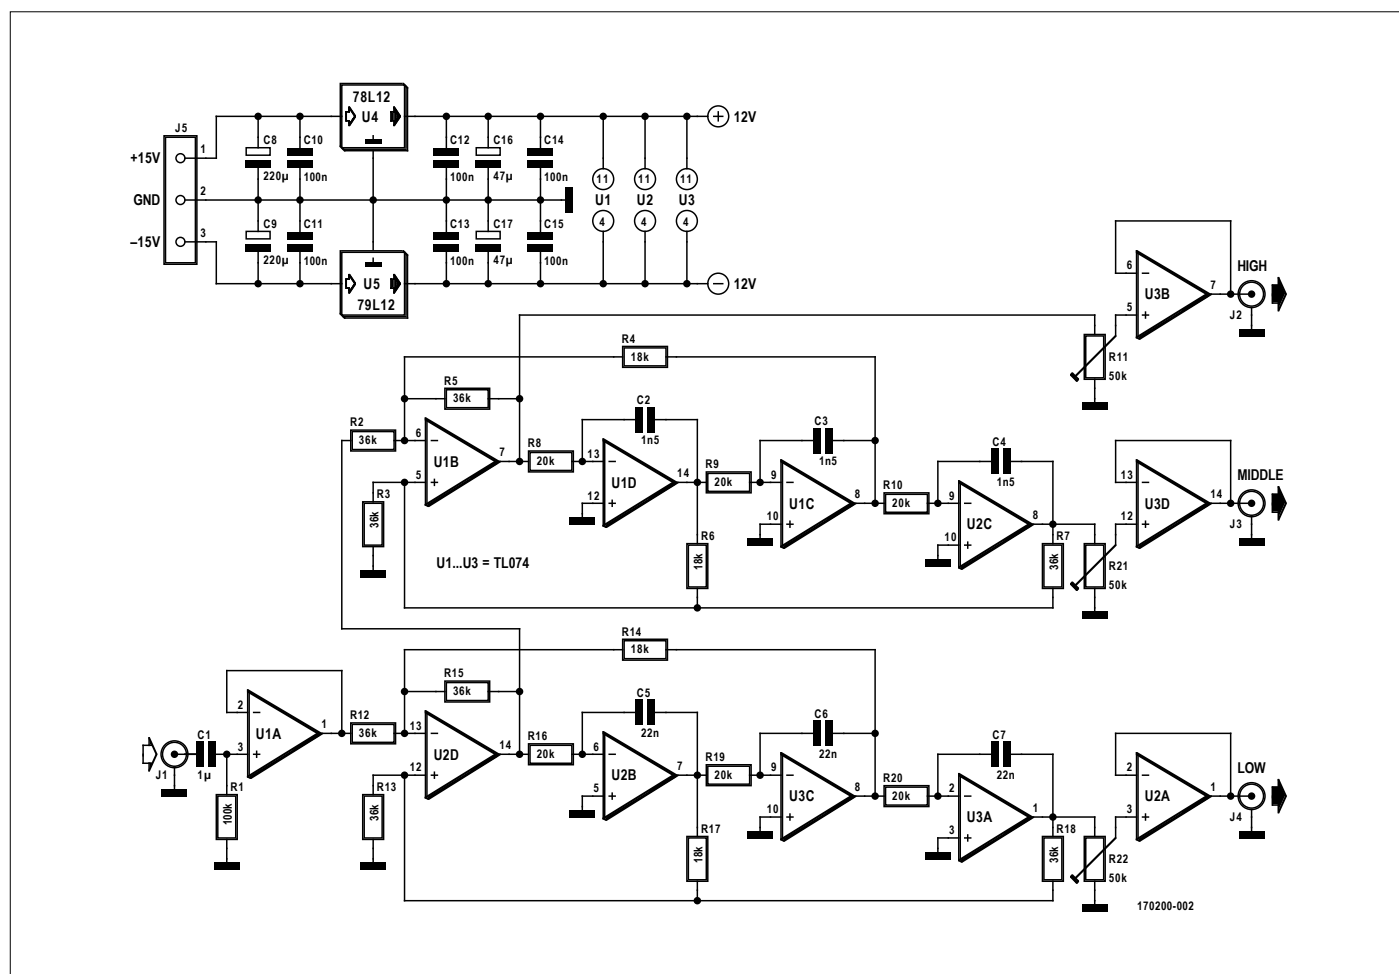 78L12
U4
J5
1
+15V
C8
220µ
C10
100n
C12
100n
C16
47µ
C14
100n
+ 12V
GND
2
11
11
11
U1
U2
U3
4
4
4
−15V
3
C9
220µ
C11
100n
C13
100n
C17
47µ
C15
100n
U5
79L12
− 12V
6
−
U3B
5
+
7
HIGH
J2
R11
50k
R4
18k
R5
36k
R2
36k
6
−
U1B
5
+
7
R3
36k
R8
20k
C2
1n5
13
−
U1D
12
+
14
R9
20k
C3
1n5
9
−
U1C
10
+
8
R10
20k
C4
1n5
9
−
U2C
10
+
8
R6
18k
R7
36k
13
−
U3D
12
+
14
MIDDLE
J3
R21
50k
U1...U3 = TL074
R14
18k
R15
36k
J1
C1
1µ
R1
100k
2
−
U1A
3
+
1
R12
36k
13
−
U2D
12
+
14
R13
36k
R16
20k
C5
22n
6
−
U2B
5
+
7
R19
20k
C6
22n
9
−
U3C
10
+
8
R20
20k
C7
22n
2
−
U3A
3
+
1
R17
18k
R18
36k
2
−
U2A
3
+
1
LOW
J4
R22
50k
170200-002